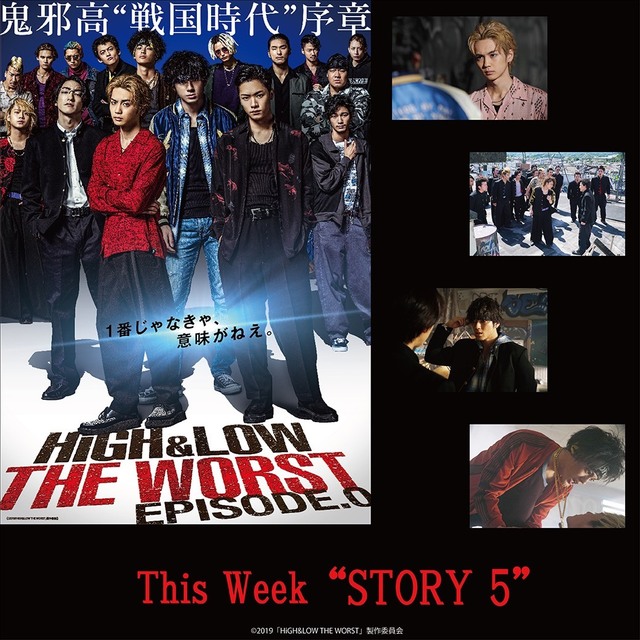 鬼邪高“戦国時代”序章
1番じゃなきゃ、
意味がねえ。
HiGH&LOW
THE WORST
EPISODE.0
This Week “STORY 5”
©2019「HiGH&LOW THE WORST」製作委員会